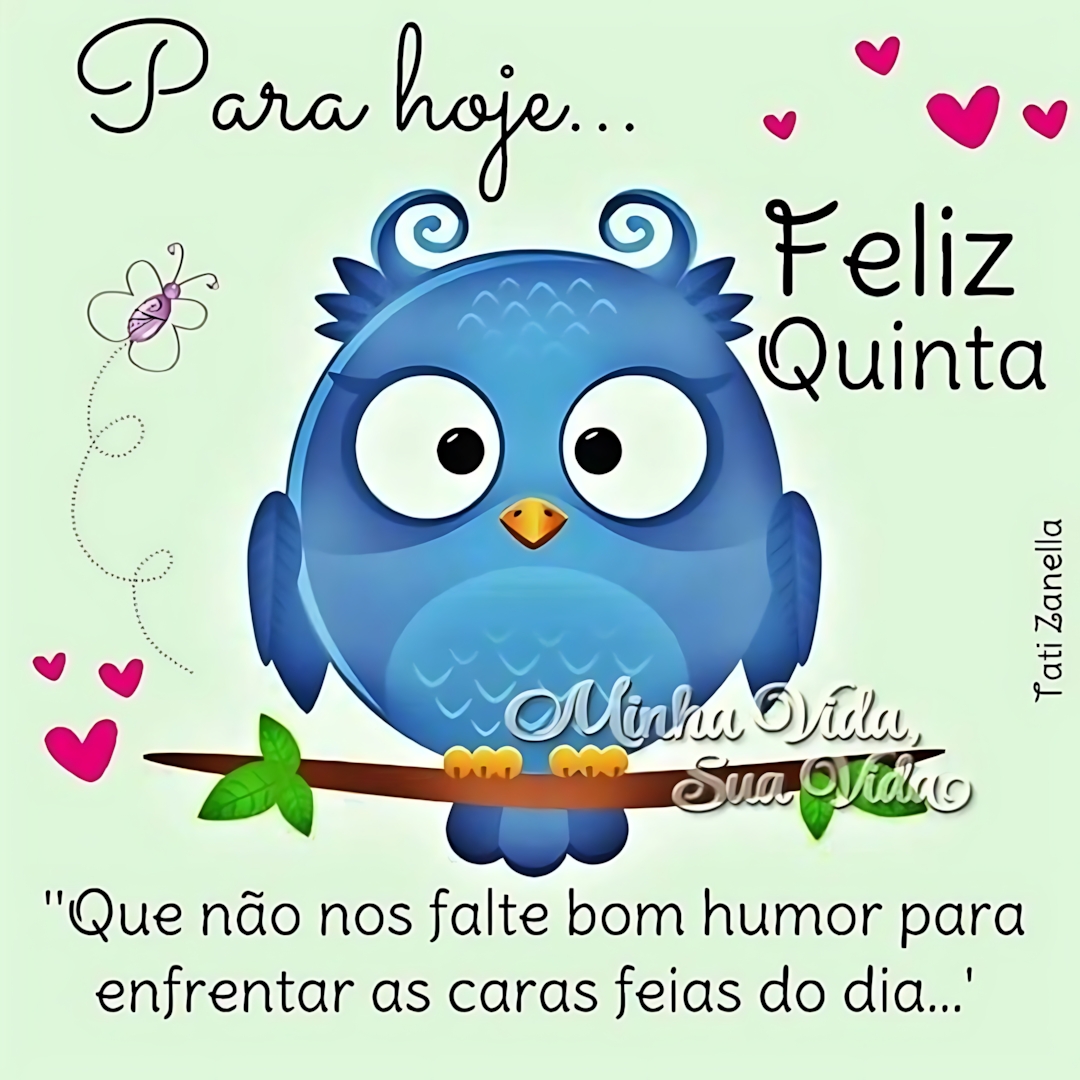 Para hoje...
Feliz
Quinta
Tati Zanella
Minha Vida,
Sua Vida
"Que não nos falte bom humor para
enfrentar as caras feias do dia...'